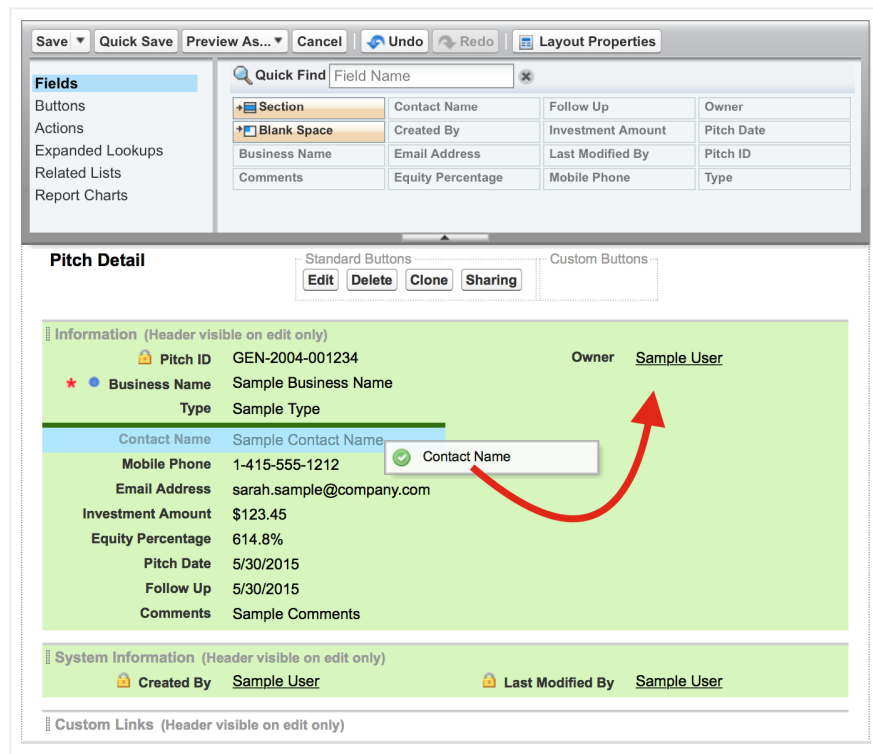 Save Quick Save Preview As... Cancel Undo Redo Layout Properties
Fields
Buttons
Actions
Expanded Lookups
Related Lists
Report Charts
Quick Find Field Name
Section Contact Name Follow Up Owner
Blank Space Created By Investment Amount Pitch Date
Business Name Email Address Last Modified By Pitch ID
Comments Equity Percentage Mobile Phone Type
Pitch Detail
Standard Buttons
Edit Delete Clone Sharing
Custom Buttons
Information (Header visible on edit only)
Pitch ID GEN-2004-001234 Owner Sample User
* Business Name Sample Business Name
Type Sample Type
Contact Name Sample Contact Name
Contact Name
Mobile Phone 1-415-555-1212
Email Address sarah.sample@company.com
Investment Amount $123.45
Equity Percentage 614.8%
Pitch Date 5/30/2015
Follow Up 5/30/2015
Comments Sample Comments
System Information (Header visible on edit only)
Created By Sample User Last Modified By Sample User
Custom Links (Header visible on edit only)